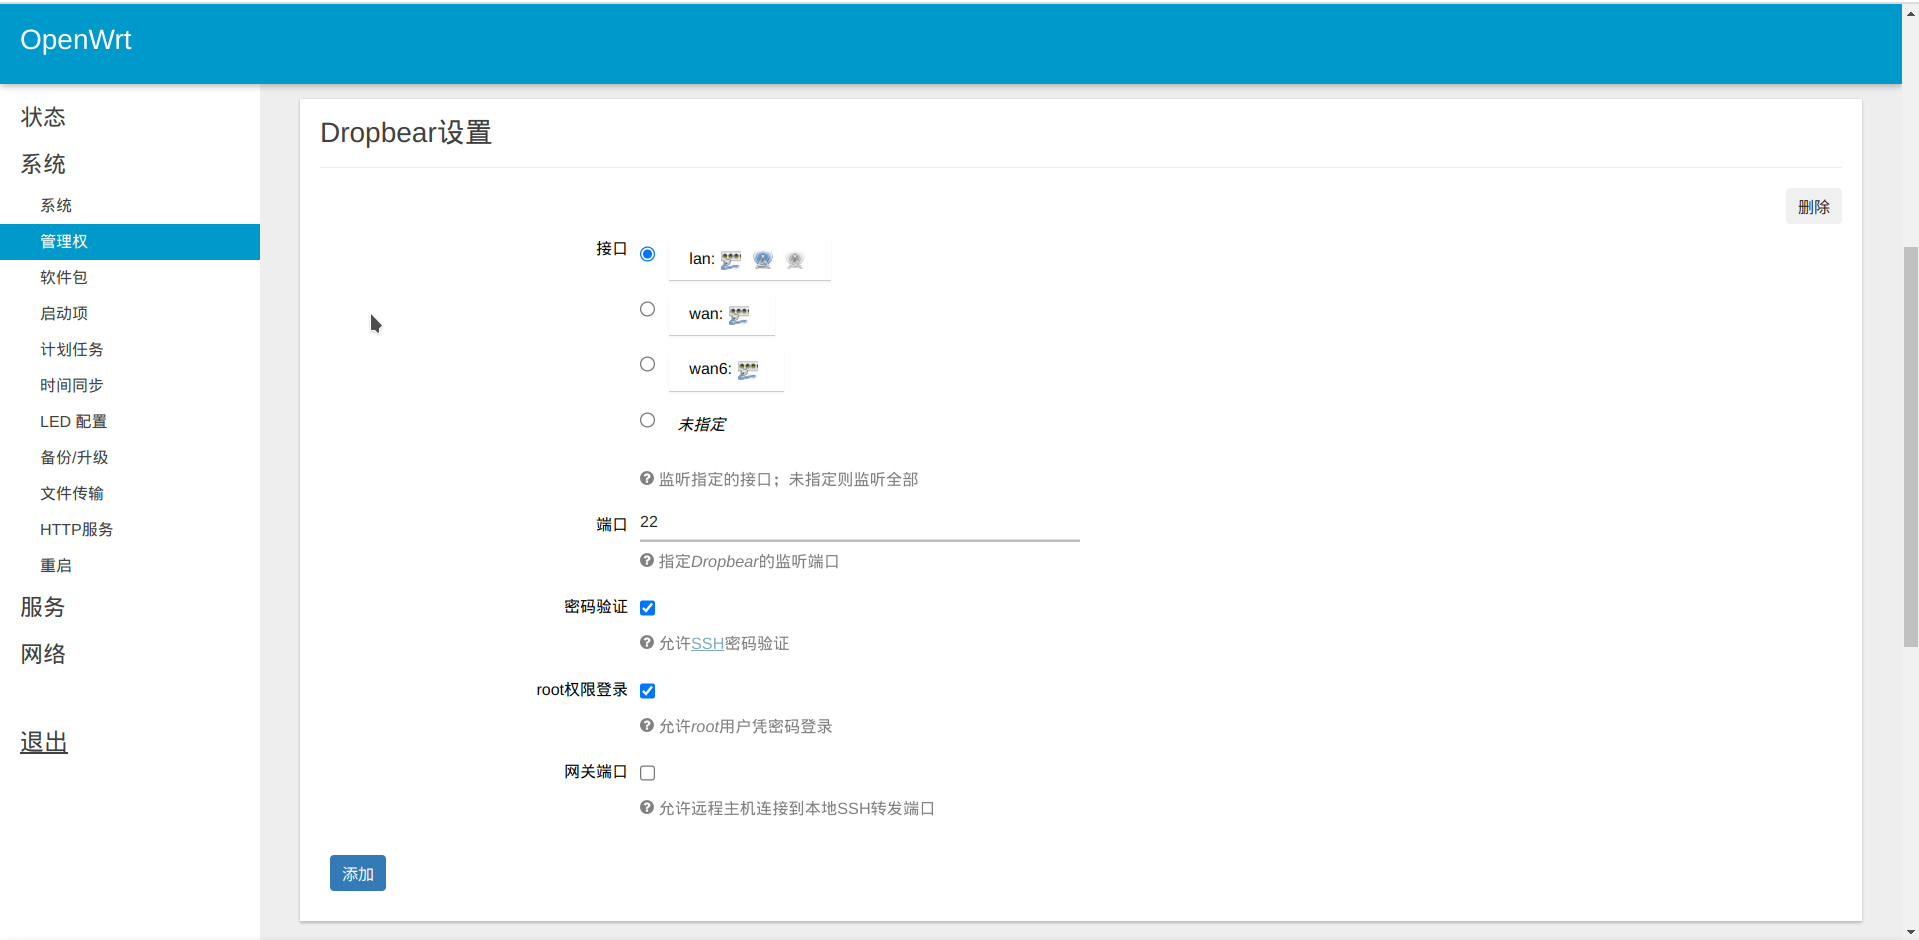 OpenWrt
状态
系统
系统
管理权
软件包
启动项
计划任务
时间同步
LED 配置
备份/升级
文件传输
HTTP服务
重启
服务
网络
退出
Dropbear设置
删除
接口
lan:
wan:
wan6:
未指定
监听指定的接口；未指定则监听全部
端口 22
指定Dropbear的监听端口
密码验证
允许SSH密码验证
root权限登录
允许root用户凭密码登录
网关端口
允许远程主机连接到本地SSH转发端口
添加